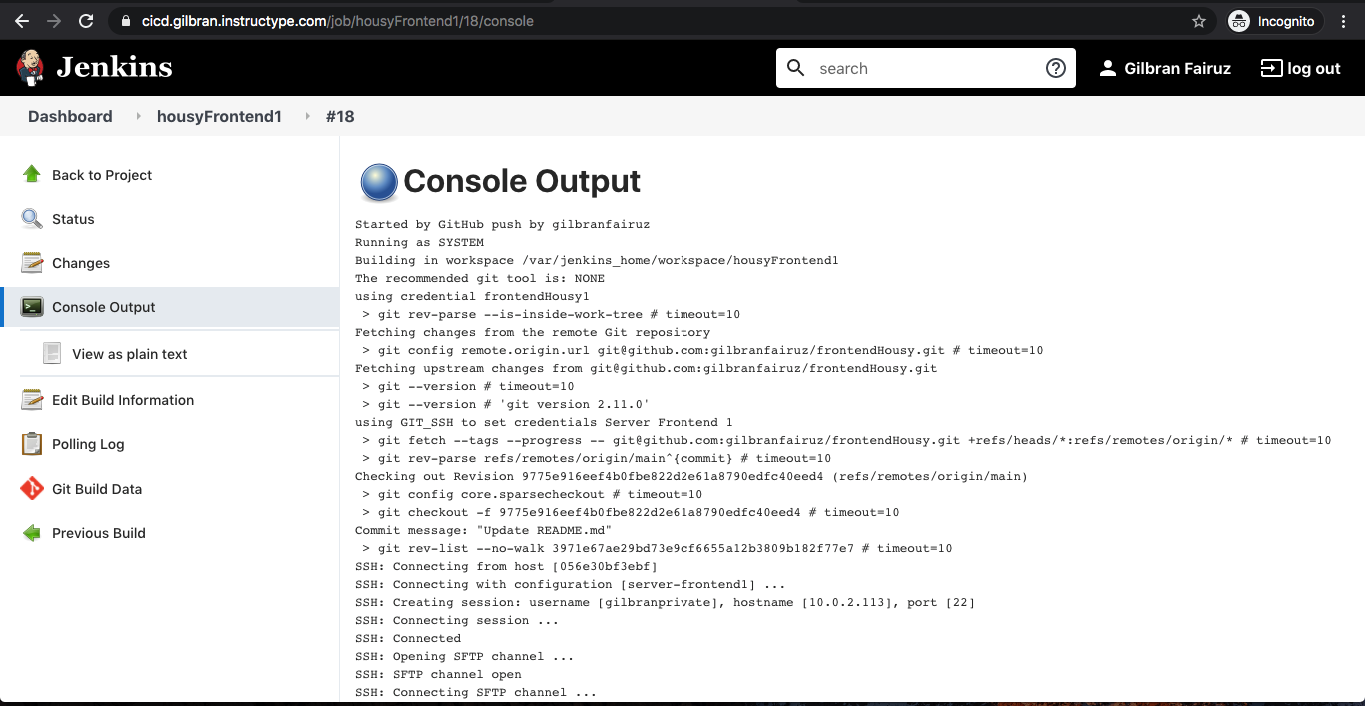 cicd.gilbran.instructype.com/job/housyFrontend1/18/console
Incognito
Jenkins
search
Gilbran Fairuz
log out
Dashboard
housyFrontend1
#18
Back to Project
Status
Changes
Console Output
View as plain text
Edit Build Information
Polling Log
Git Build Data
Previous Build
Console Output
Started by GitHub push by gilbranfairuz
Running as SYSTEM
Building in workspace /var/jenkins_home/workspace/housyFrontend1
The recommended git tool is: NONE
using credential frontendHousy1
> git rev-parse --is-inside-work-tree # timeout=10
Fetching changes from the remote Git repository
> git config remote.origin.url git@github.com:gilbranfairuz/frontendHousy.git # timeout=10
Fetching upstream changes from git@github.com:gilbranfairuz/frontendHousy.git
> git --version # timeout=10
> git --version # 'git version 2.11.0'
using GIT_SSH to set credentials Server Frontend 1
> git fetch --tags --progress -- git@github.com:gilbranfairuz/frontendHousy.git +refs/heads/*:refs/remotes/origin/* # timeout=10
> git rev-parse refs/remotes/origin/main^{commit} # timeout=10
Checking out Revision 9775e916eef4b0fbe822d2e61a8790edfc40eed4 (refs/remotes/origin/main)
> git config core.sparsecheckout # timeout=10
> git checkout -f 9775e916eef4b0fbe822d2e61a8790edfc40eed4 # timeout=10
Commit message: "Update README.md"
> git rev-list --no-walk 3971e67ae29bd73e9cf6655a12b3809b182f77e7 # timeout=10
SSH: Connecting from host [056e30bf3ebf]
SSH: Connecting with configuration [server-frontend1] ...
SSH: Creating session: username [gilbranprivate], hostname [10.0.2.113], port [22]
SSH: Connecting session ...
SSH: Connected
SSH: Opening SFTP channel ...
SSH: SFTP channel open
SSH: Connecting SFTP channel ...